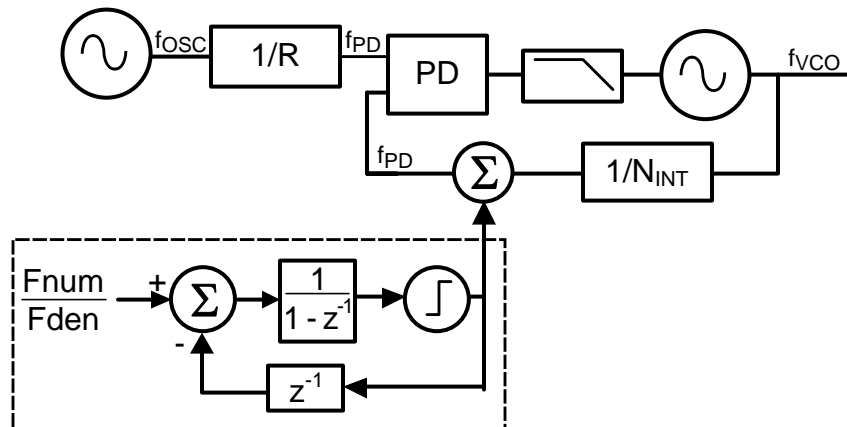 fOSC
1/R
fPD
PD
fVCO
fPD
Σ
1/NINT
Fnum
Fden
+
Σ
-
1
1 - z-1
z-1